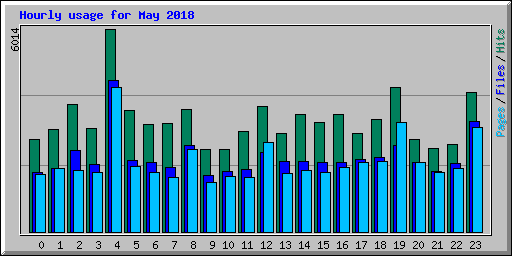 Hourly usage for May 2018
6014
Pages / Files / Hits
0 1 2 3 4 5 6 7 8 9 10 11 12 13 14 15 16 17 18 19 20 21 22 23